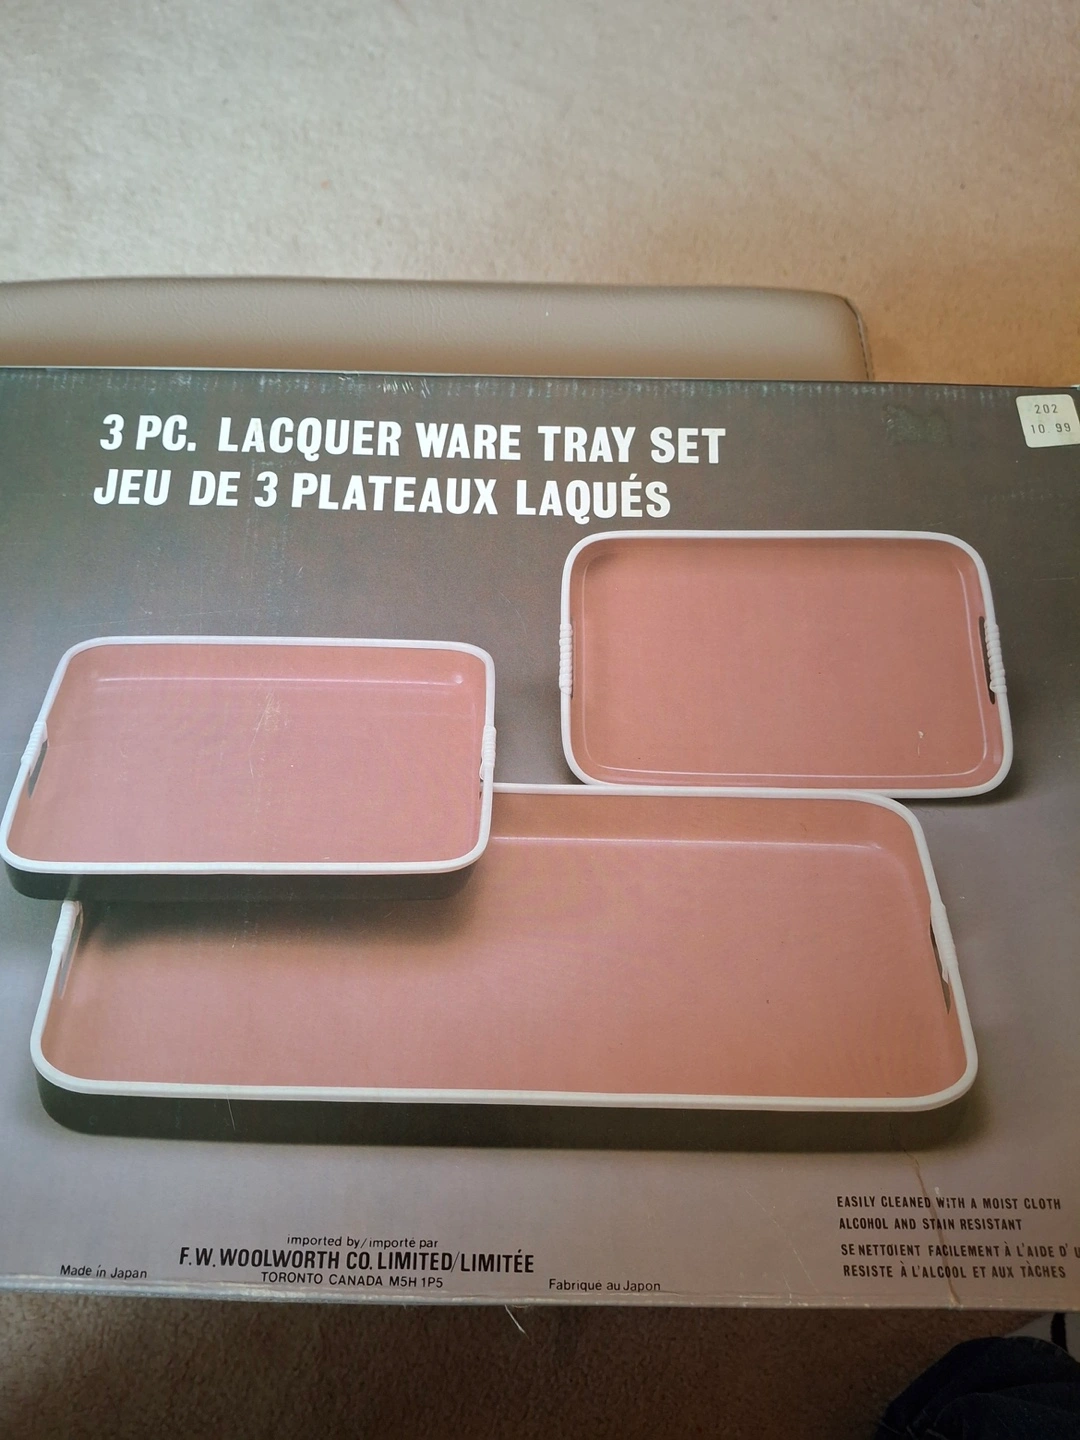 3 PC. LACQUER WARE TRAY SET
JEU DE 3 PLATEAUX LAQUÉS
202
10.99
EASILY CLEANED WITH A MOIST CLOTH
ALCOHOL AND STAIN RESISTANT
SE NETTOIENT FACILEMENT À L'AIDE D'
RESISTE À L'ALCOOL ET AUX TÂCHES
imported by/importé par
F.W. WOOLWORTH CO. LIMITED/LIMITÉE
TORONTO CANADA M5H 1P5
Made in Japan
Fabriqué au Japon